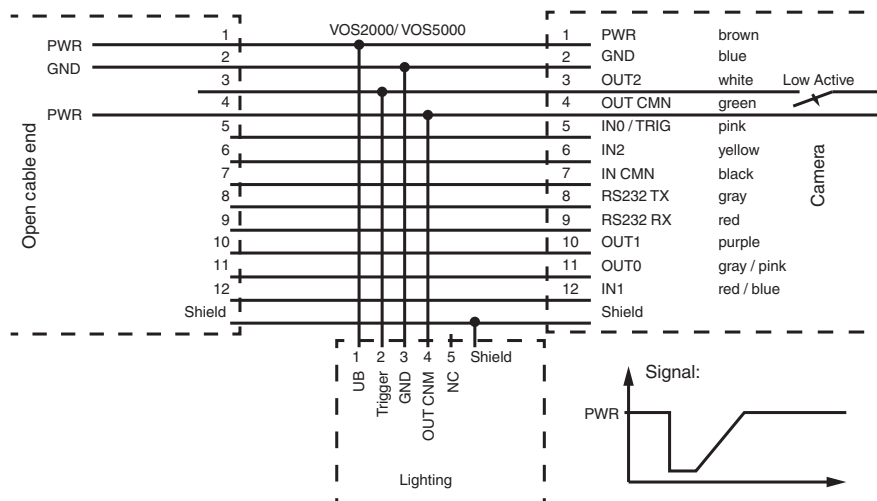 VOS2000/ VOS5000
PWR 1 1 PWR brown
GND 2 2 GND blue
3 3 OUT2 white Low Active
PWR 4 4 OUT CMN green
5 5 IN0 / TRIG pink
6 6 IN2 yellow
7 7 IN CMN black
8 8 RS232 TX gray
9 9 RS232 RX red
10 10 OUT1 purple
11 11 OUT0 gray / pink
12 12 IN1 red / blue
Shield Shield
Open cable end
Camera
1 2 3 4 5 Shield
UB
Trigger
GND
OUT CNM
NC
Lighting
Signal:
PWR